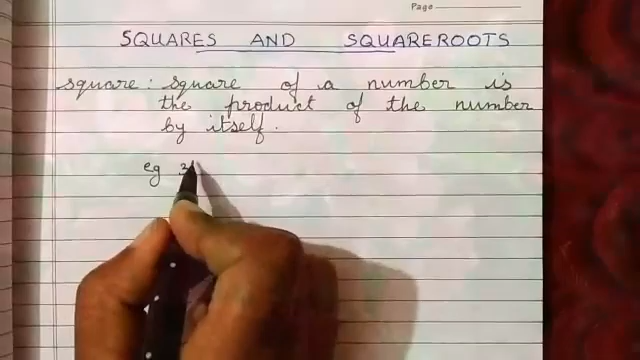 Page
SQUARES AND SQUAREROOTS
square: square of a number is
the product of the number
by itself.
eg